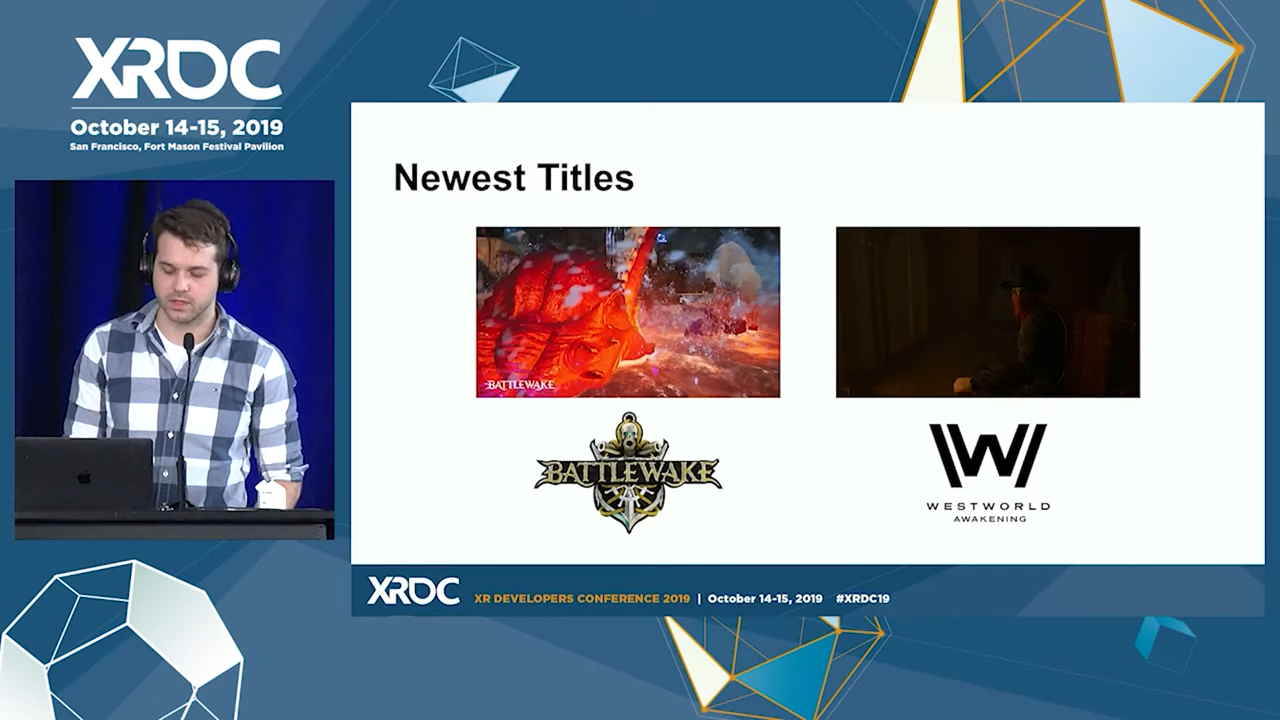 XRDC
October 14-15, 2019
San Francisco, Fort Mason Festival Pavilion
Newest Titles
BATTLEWAKE
BATTLEWAKE
W
WESTWORLD
AWAKENING
XRDC
XR DEVELOPERS CONFERENCE 2019 | October 14-15, 2019 #XRDC19